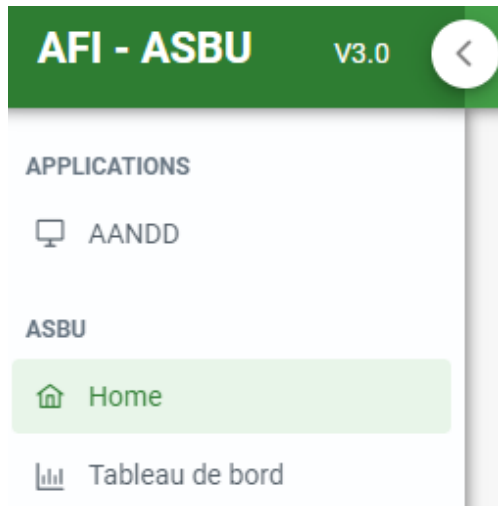 AFI - ASBU V3.0
APPLICATIONS
AANDD
ASBU
Home
Tableau de bord